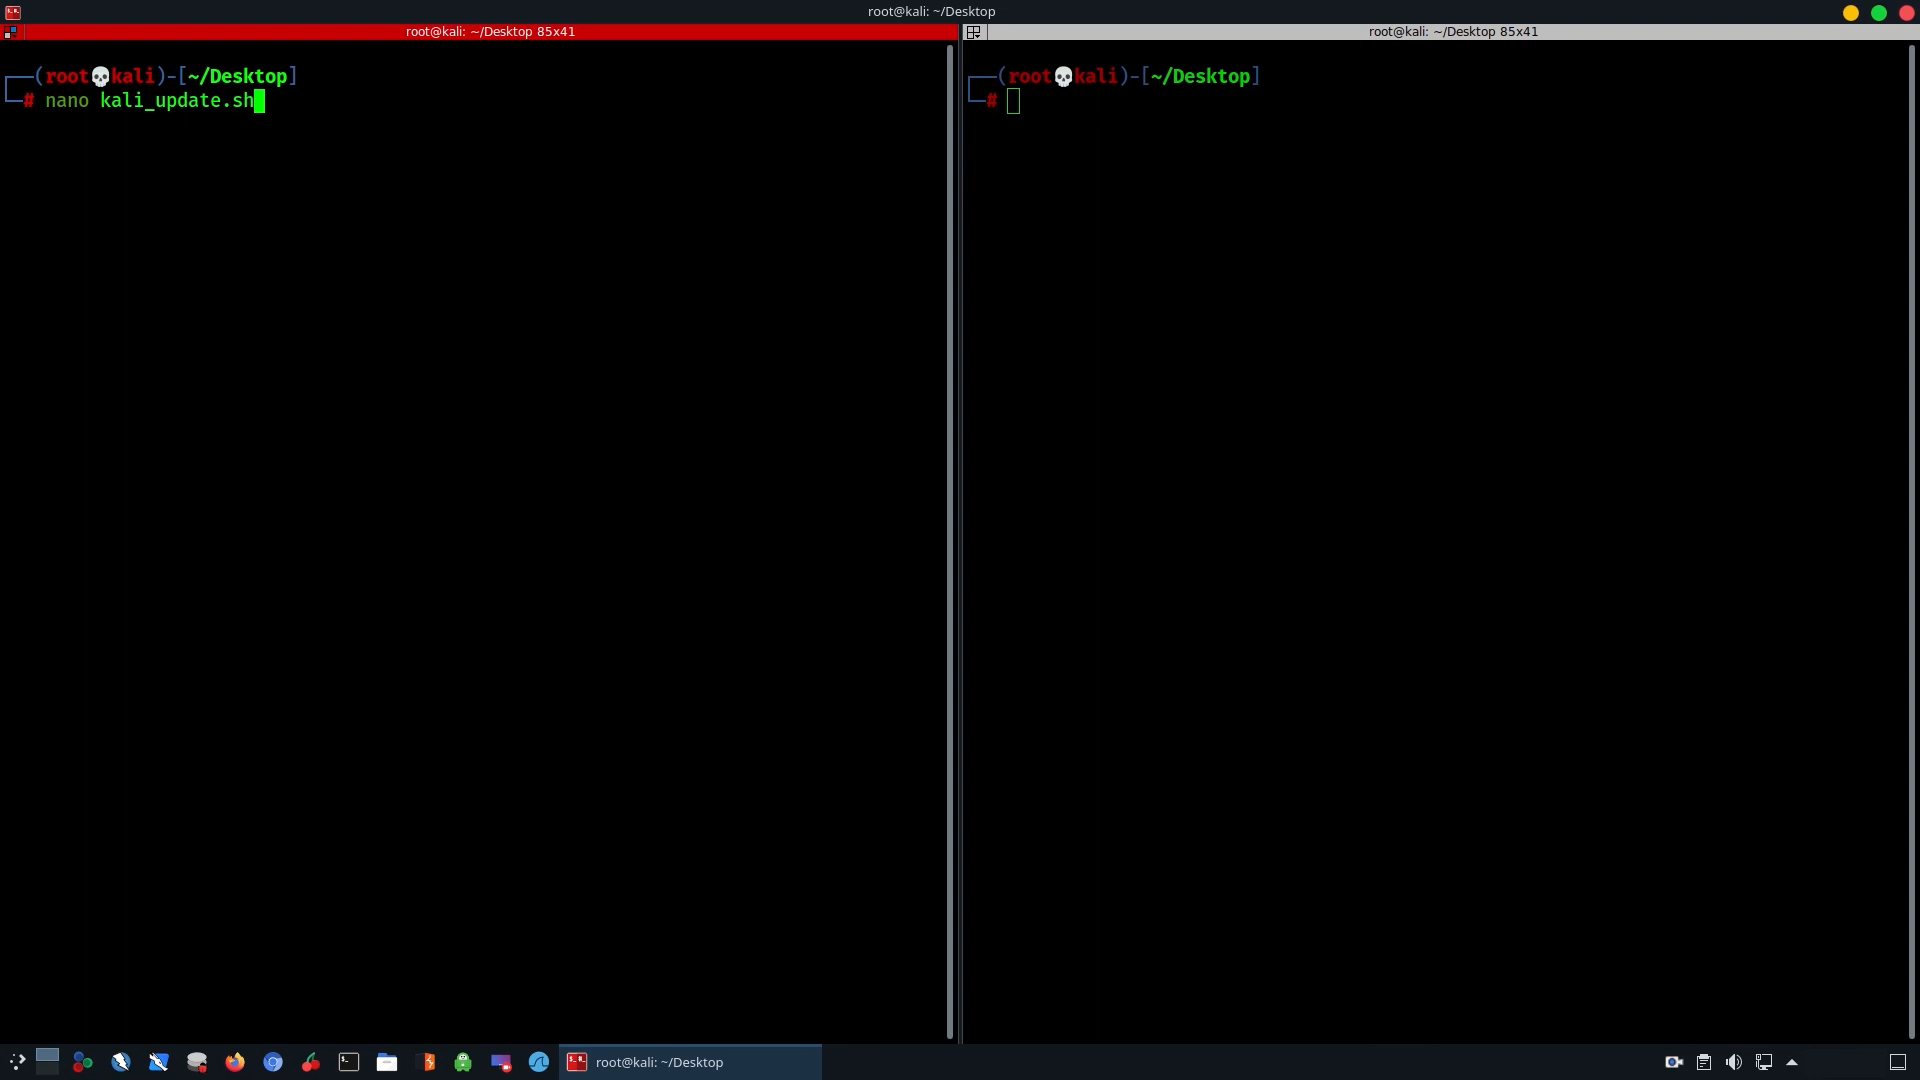 root@kali: ~/Desktop
root@kali: ~/Desktop 85x41
root@kali: ~/Desktop 85x41
┌──(root💀kali)-[~/Desktop]
└─# nano kali_update.sh
┌──(root💀kali)-[~/Desktop]
└─#
root@kali: ~/Desktop